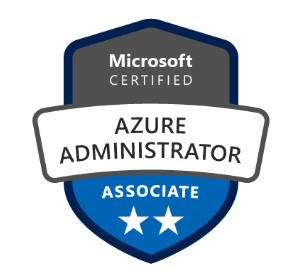 Microsoft
CERTIFIED
AZURE
ADMINISTRATOR
ASSOCIATE